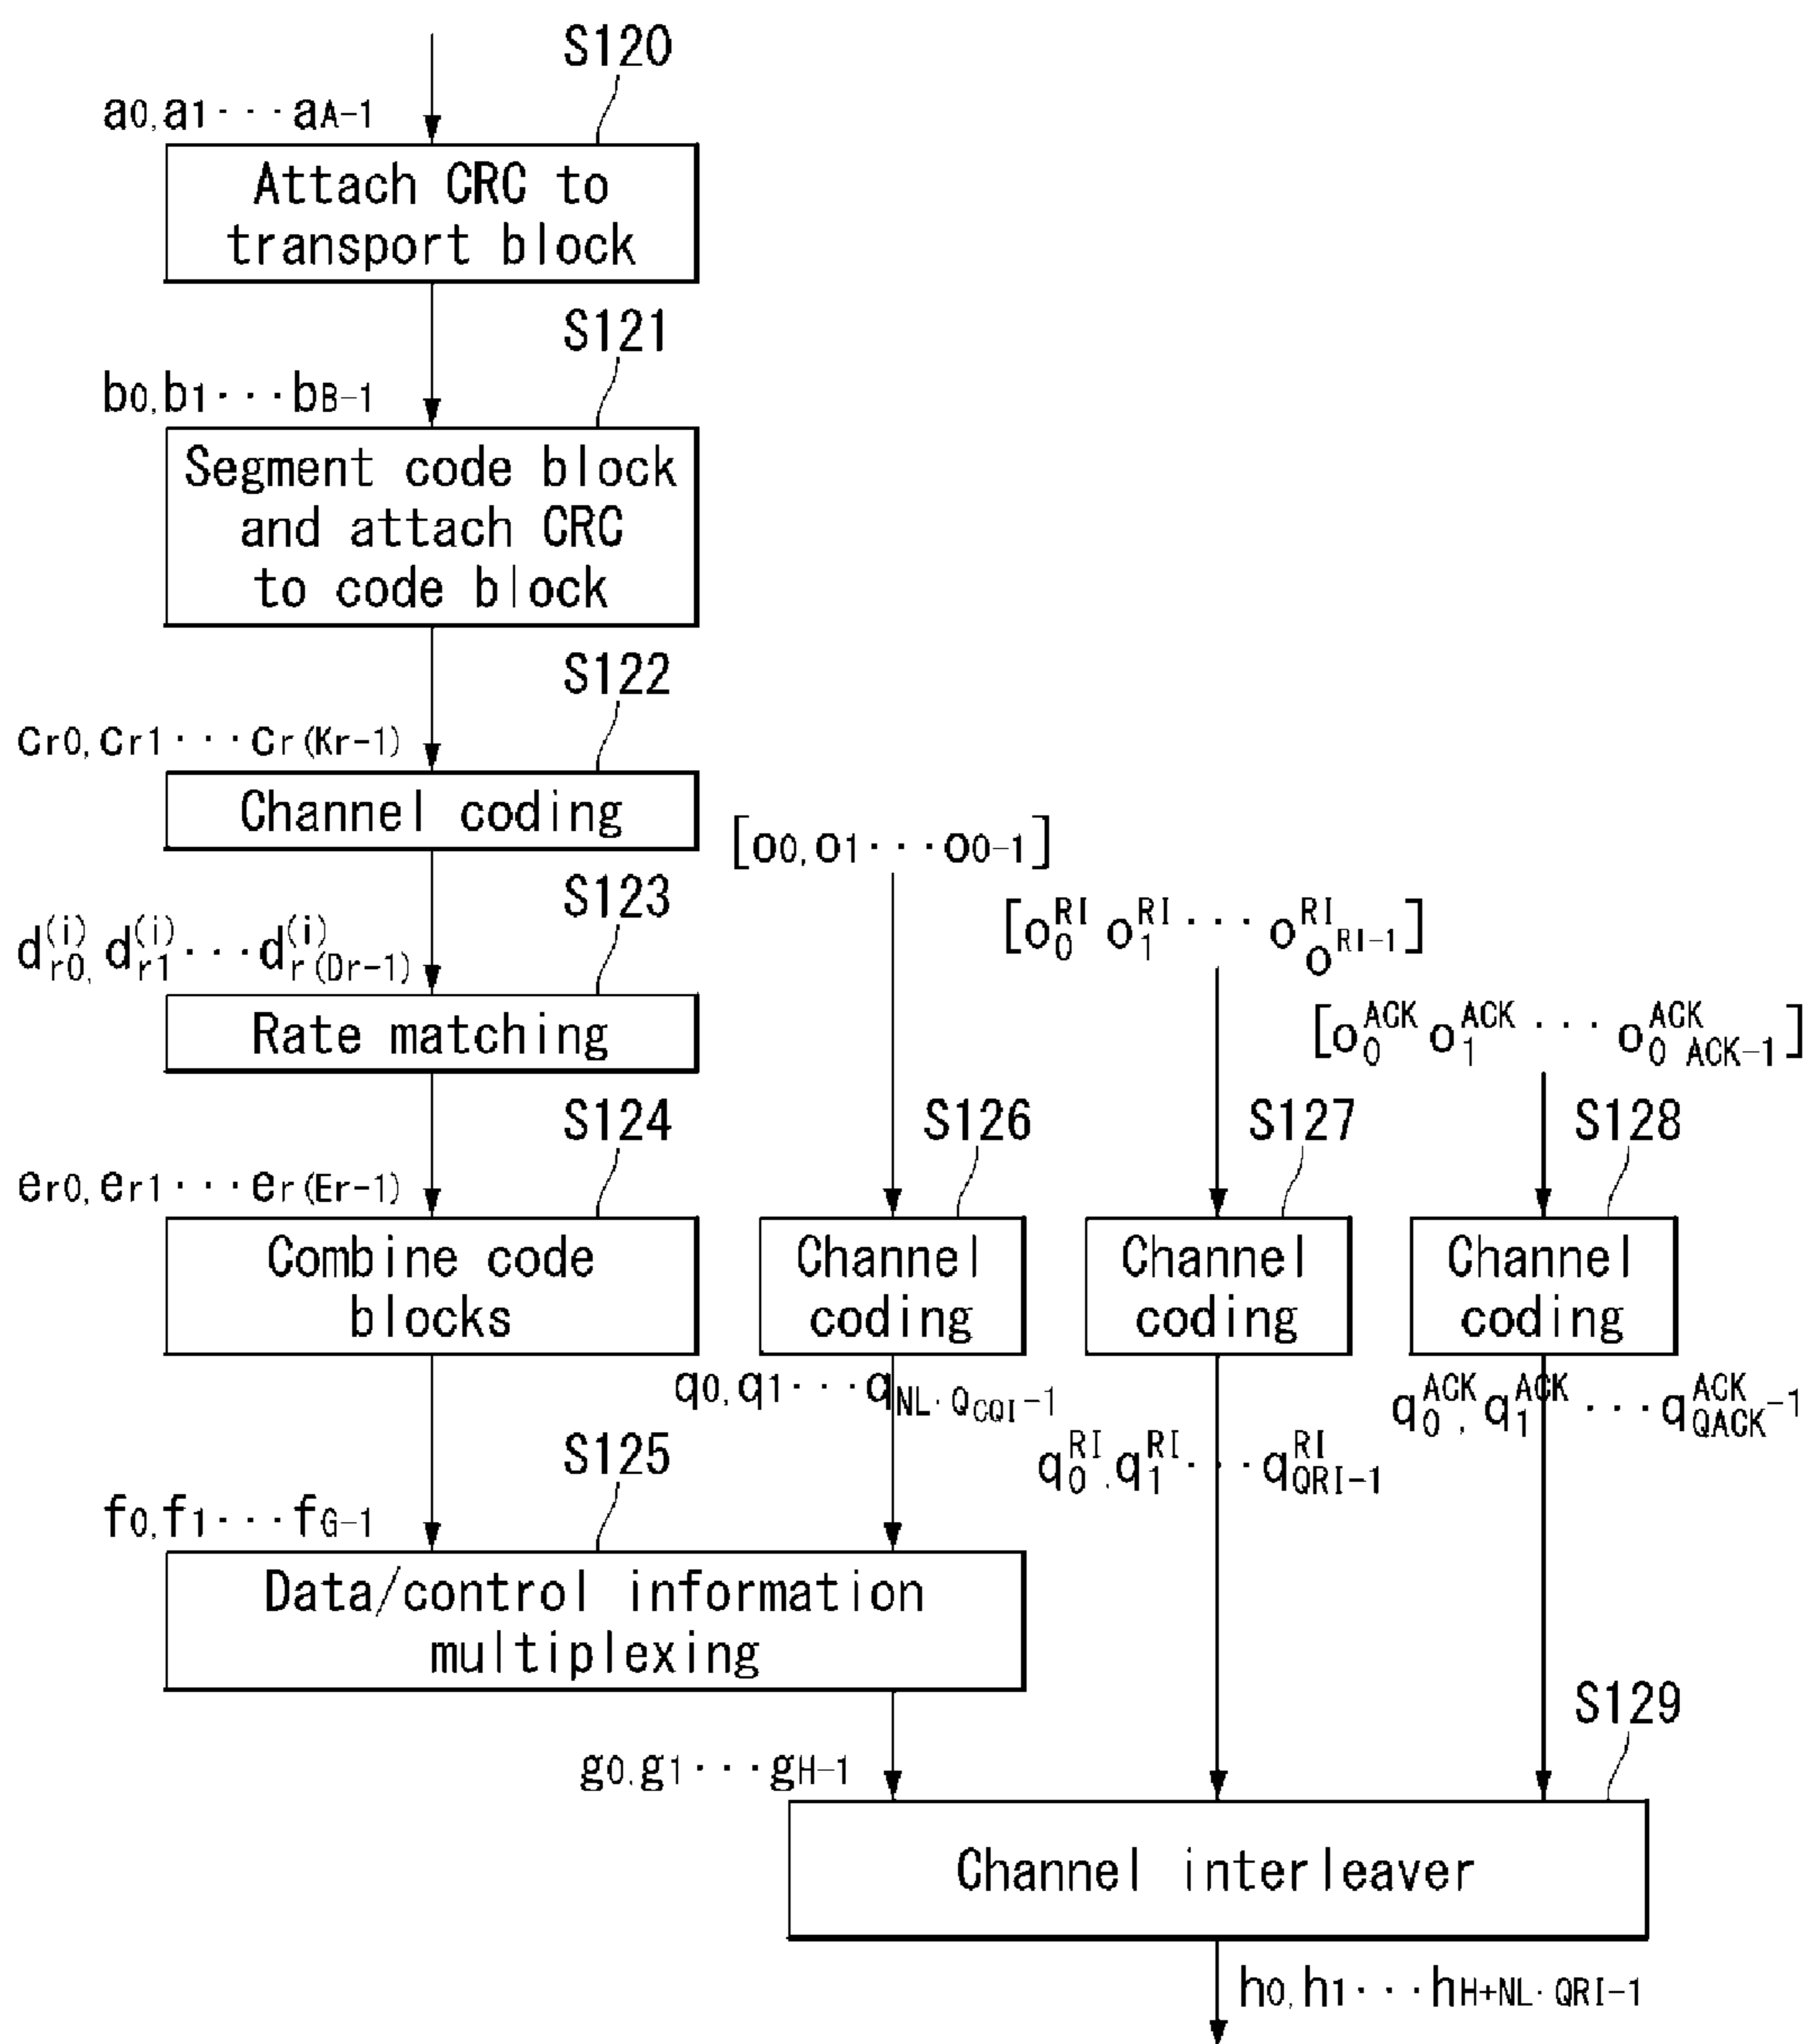 S120
a0,a1···aA-1
Attach CRC to
transport block
S121
b0,b1···bB-1
Segment code block
and attach CRC
to code block
S122
cr0,cr1···cr(Kr-1)
Channel coding
[o0,o1···o0-1]
S123
d(i)r0,d(i)r1···d(i)r(Dr-1)
[oRI0 oRI1···oRIoRI-1]
Rate matching
[oACK0 oACK1···oACK0 ACK-1]
S124
S126
S127
S128
er0,er1···er(Er-1)
Combine code
blocks
Channel
coding
Channel
coding
Channel
coding
q0,q1···qNL·QCQI-1
qACK0,qACK1···qACKQACK-1
qRI0,qRI1···qRIQRI-1
S125
f0,f1···fG-1
Data/control information
multiplexing
S129
g0,g1···gH-1
Channel interleaver
h0,h1···hH+NL·QRI-1